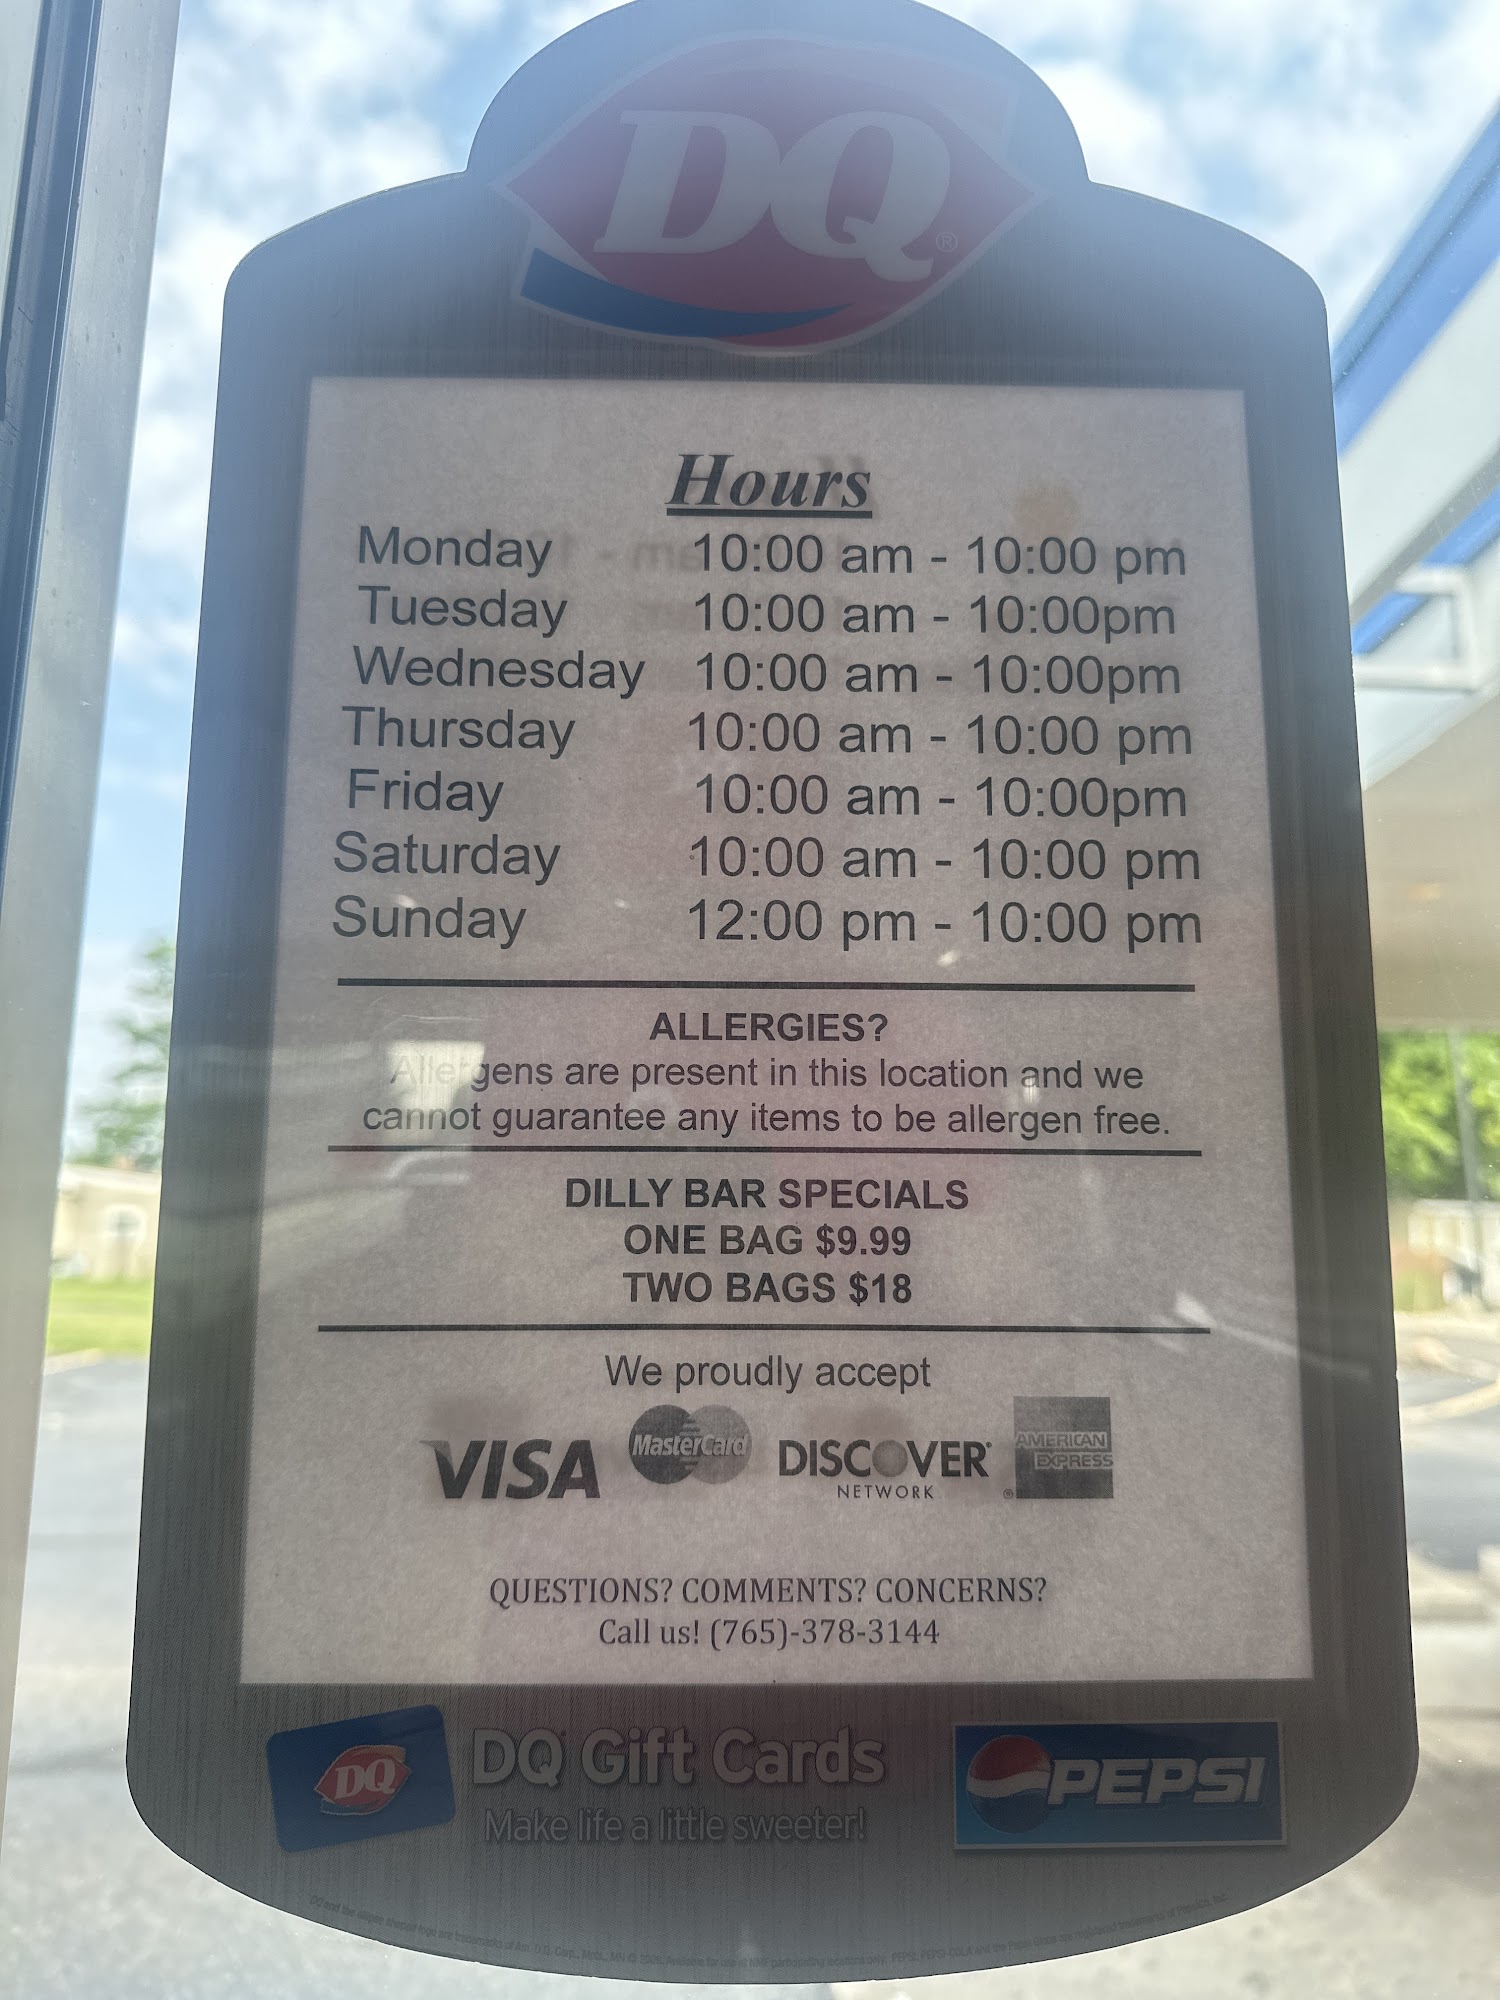 DQ®
Hours
Monday 10:00 am - 10:00 pm
Tuesday 10:00 am - 10:00pm
Wednesday 10:00 am - 10:00pm
Thursday 10:00 am - 10:00 pm
Friday 10:00 am - 10:00pm
Saturday 10:00 am - 10:00 pm
Sunday 12:00 pm - 10:00 pm
ALLERGIES?
Allergens are present in this location and we
cannot guarantee any items to be allergen free.
DILLY BAR SPECIALS
ONE BAG $9.99
TWO BAGS $18
We proudly accept
VISA MasterCard DISCOVER NETWORK AMERICAN EXPRESS
QUESTIONS? COMMENTS? CONCERNS?
Call us! (765)-378-3144
DQ DQ Gift Cards PEPSI
Make life a little sweeter!